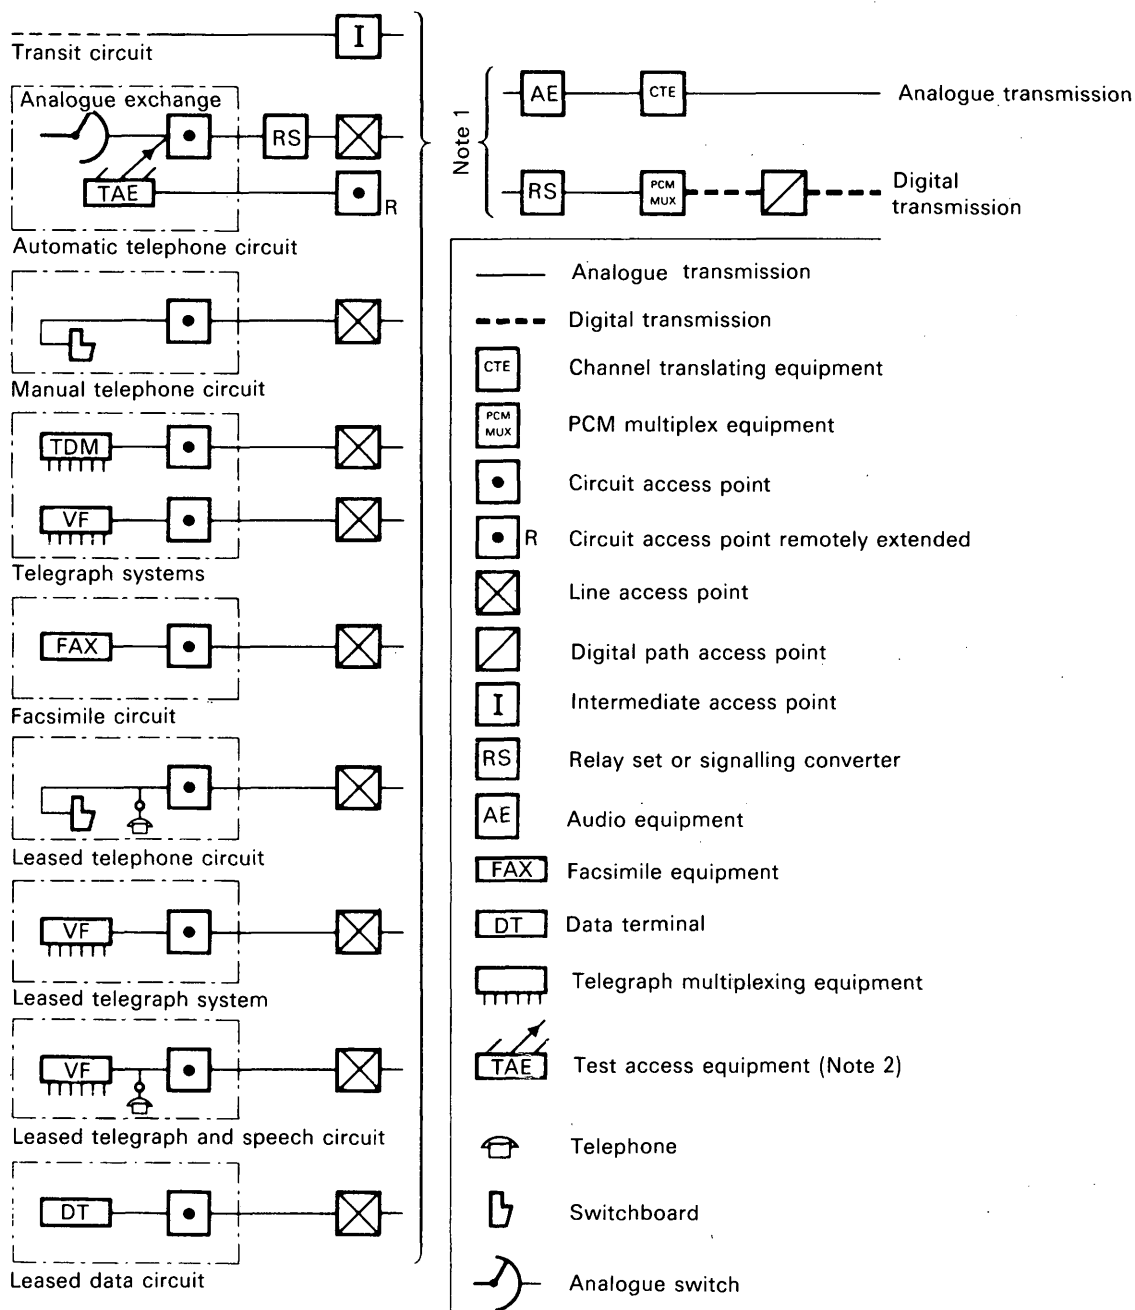 I
Transit circuit
Analogue exchange
RS
TAE
R
Automatic telephone circuit
Manual telephone circuit
TDM
VF
Telegraph systems
FAX
Facsimile circuit
Leased telephone circuit
VF
Leased telegraph system
VF
Leased telegraph and speech circuit
DT
Leased data circuit
Note 1
AE
CTE
Analogue transmission
RS
PCM
MUX
Digital
transmission
Analogue transmission
Digital transmission
CTE
Channel translating equipment
PCM
MUX
PCM multiplex equipment
Circuit access point
R
Circuit access point remotely extended
Line access point
Digital path access point
I
Intermediate access point
RS
Relay set or signalling converter
AE
Audio equipment
FAX
Facsimile equipment
DT
Data terminal
Telegraph multiplexing equipment
TAE
Test access equipment (Note 2)
Telephone
Switchboard
Analogue switch